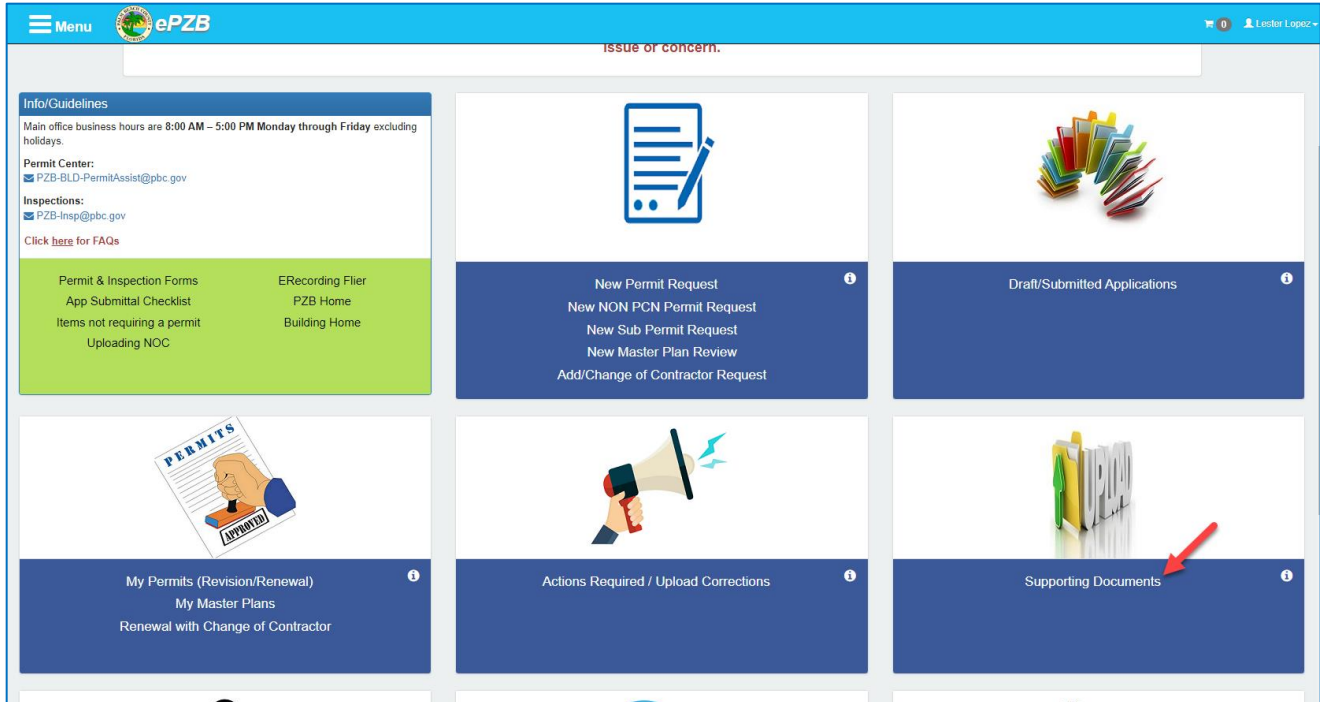 Menu
ePZB
0
Lester Lopez
issue or concern.
Info/Guidelines
Main office business hours are 8:00 AM – 5:00 PM Monday through Friday excluding
holidays.
Permit Center:
PZB-BLD-PermitAssist@pbc.gov
Inspections:
PZB-Insp@pbc.gov
Click here for FAQs
Permit & Inspection Forms
ERecording Flier
App Submittal Checklist
PZB Home
Items not requiring a permit
Building Home
Uploading NOC
New Permit Request
New NON PCN Permit Request
New Sub Permit Request
New Master Plan Review
Add/Change of Contractor Request
Draft/Submitted Applications
PERMITS
APPROVED
My Permits (Revision/Renewal)
My Master Plans
Renewal with Change of Contractor
Actions Required / Upload Corrections
UPLOAD
Supporting Documents